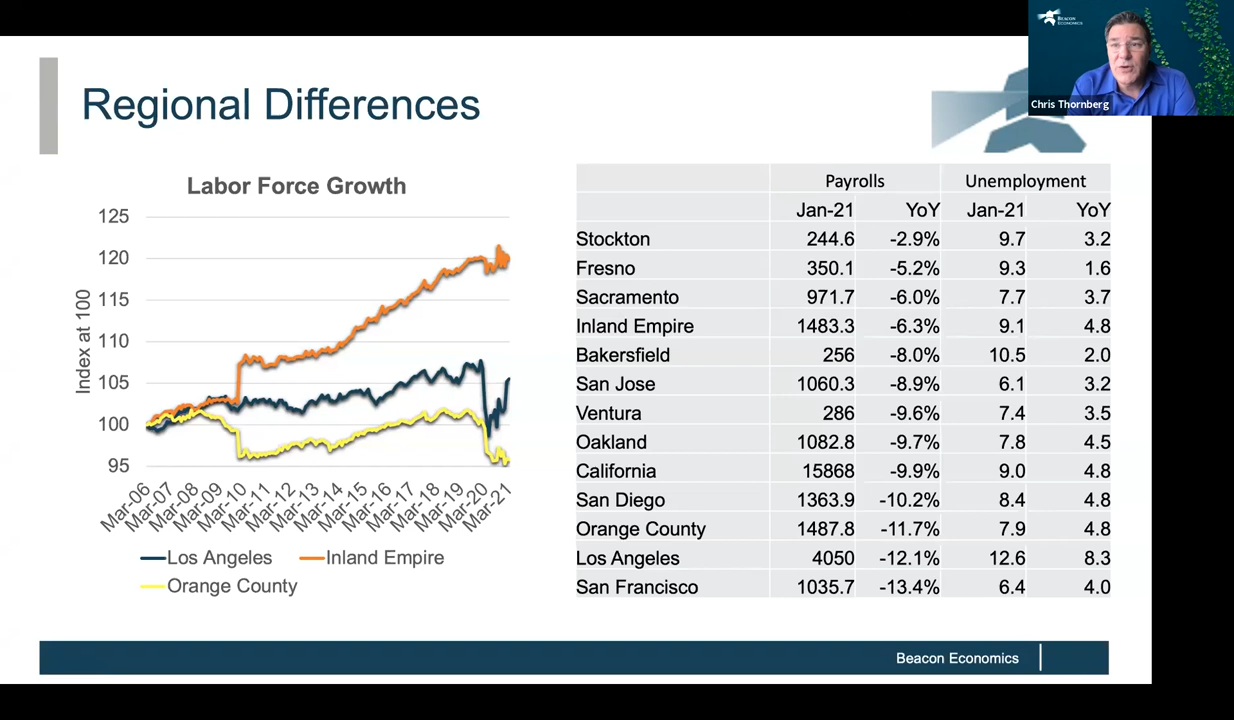 BEACON
ECONOMICS
Chris Thornberg
Regional Differences
Labor Force Growth
125
120
115
110
105
100
95
Index at 100
Mar-06
Mar-07
Mar-08
Mar-09
Mar-10
Mar-11
Mar-12
Mar-13
Mar-14
Mar-15
Mar-16
Mar-17
Mar-18
Mar-19
Mar-20
Mar-21
Los Angeles Inland Empire
Orange County
Payrolls Unemployment
Jan-21 YoY Jan-21 YoY
Stockton 244.6 -2.9% 9.7 3.2
Fresno 350.1 -5.2% 9.3 1.6
Sacramento 971.7 -6.0% 7.7 3.7
Inland Empire 1483.3 -6.3% 9.1 4.8
Bakersfield 256 -8.0% 10.5 2.0
San Jose 1060.3 -8.9% 6.1 3.2
Ventura 286 -9.6% 7.4 3.5
Oakland 1082.8 -9.7% 7.8 4.5
California 15868 -9.9% 9.0 4.8
San Diego 1363.9 -10.2% 8.4 4.8
Orange County 1487.8 -11.7% 7.9 4.8
Los Angeles 4050 -12.1% 12.6 8.3
San Francisco 1035.7 -13.4% 6.4 4.0
Beacon Economics